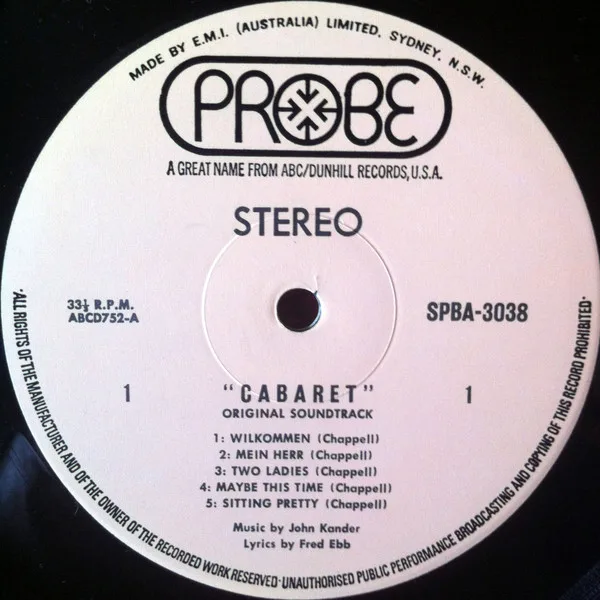 MADE BY E.M.I. (AUSTRALIA) LIMITED, SYDNEY, N.S.W.
PROBE
A GREAT NAME FROM ABC/DUNHILL RECORDS, U.S.A.
STEREO
33⅓ R.P.M.
ABCD752-A
SPBA-3038
1
"CABARET"
1
ORIGINAL SOUNDTRACK
1: WILKOMMEN (Chappell)
2: MEIN HERR (Chappell)
3: TWO LADIES (Chappell)
4: MAYBE THIS TIME (Chappell)
5: SITTING PRETTY (Chappell)
Music by John Kander
Lyrics by Fred Ebb
·ALL RIGHTS OF THE MANUFACTURER AND OF THE OWNER OF THE RECORDED WORK RESERVED·UNAUTHORISED PUBLIC PERFORMANCE BROADCASTING AND COPYING OF THIS RECORD PROHIBITED·